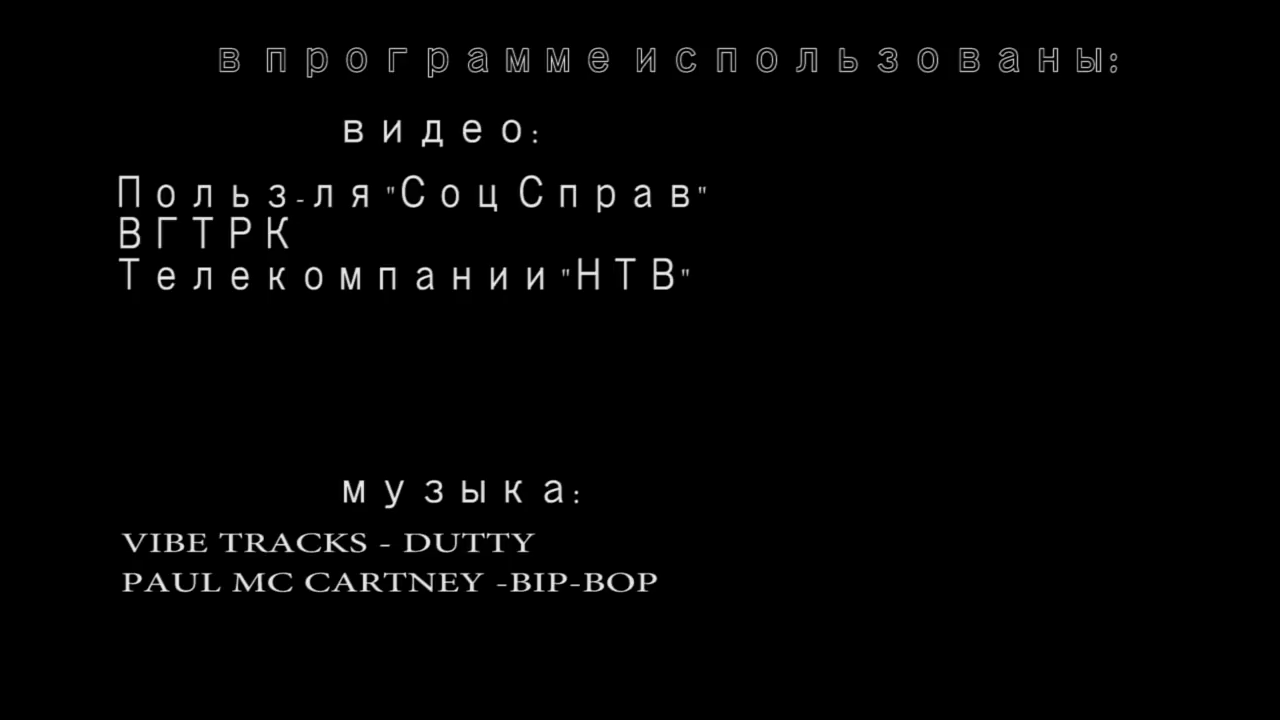 в программе использованы:
видео:
Польз-ля "СоцСправ"
ВГТРК
Телекомпании "НТВ"
музыка:
VIBE TRACKS - DUTTY
PAUL MC CARTNEY -BIP-BOP